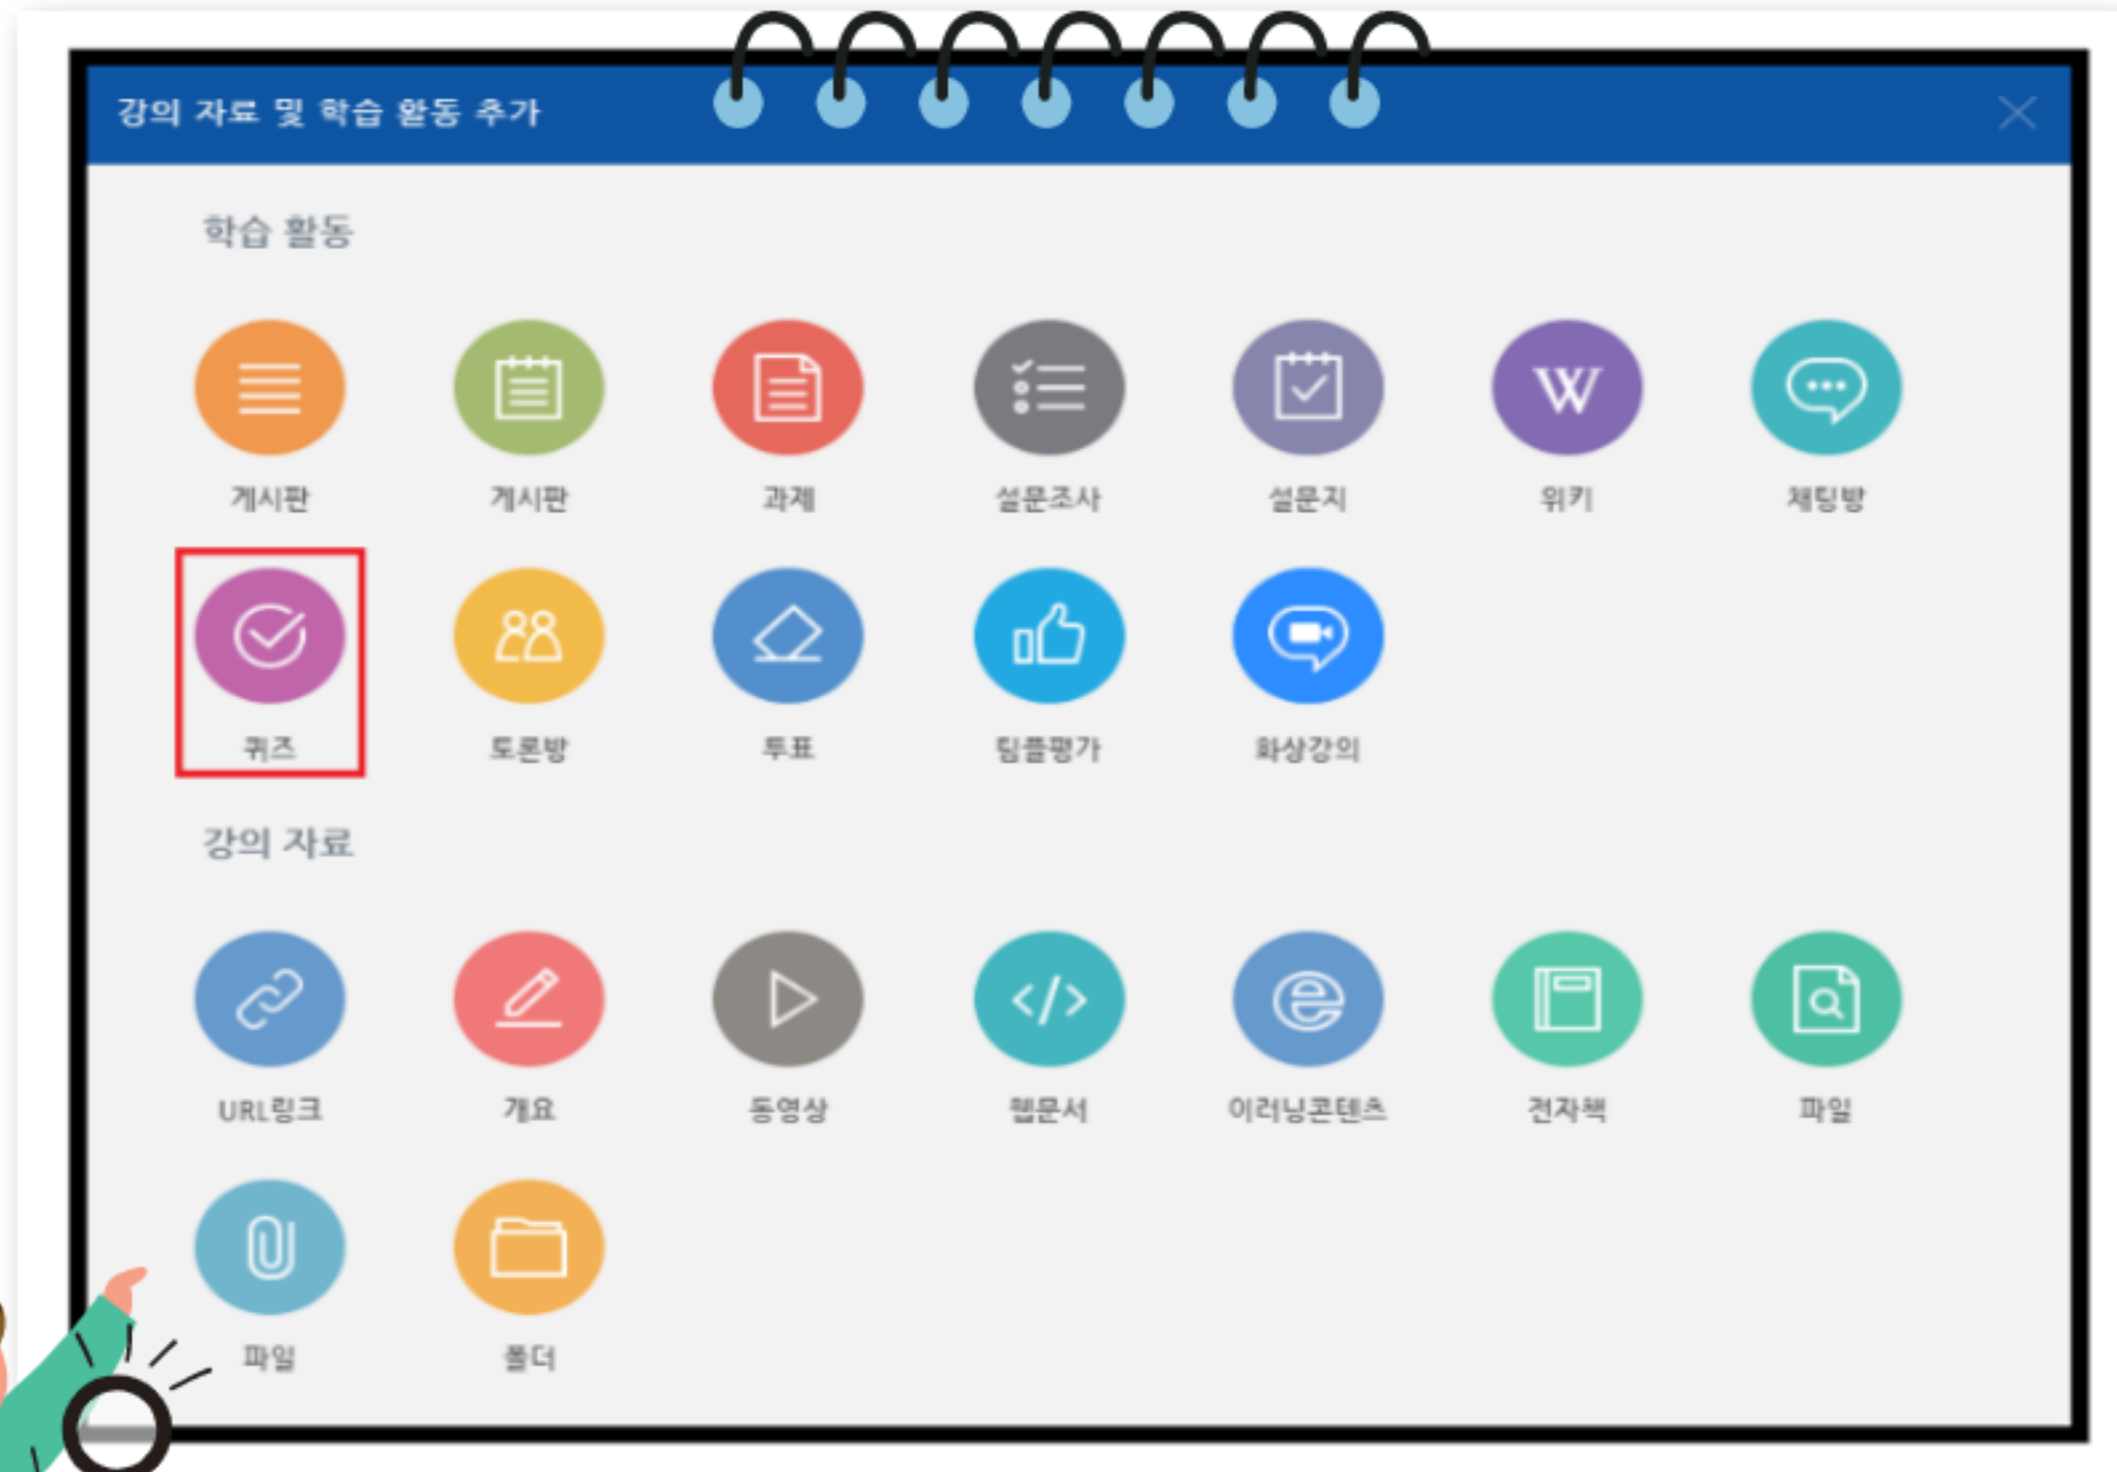 강의 자료 및 학습 활동 추가
학습 활동
게시판 게시판 과제 설문조사 설문지 위키 채팅방
퀴즈 토론방 투표 팀플평가 화상강의
강의 자료
URL링크 개요 동영상 웹문서 이러닝콘텐츠 전자책 파일
파일 폴더